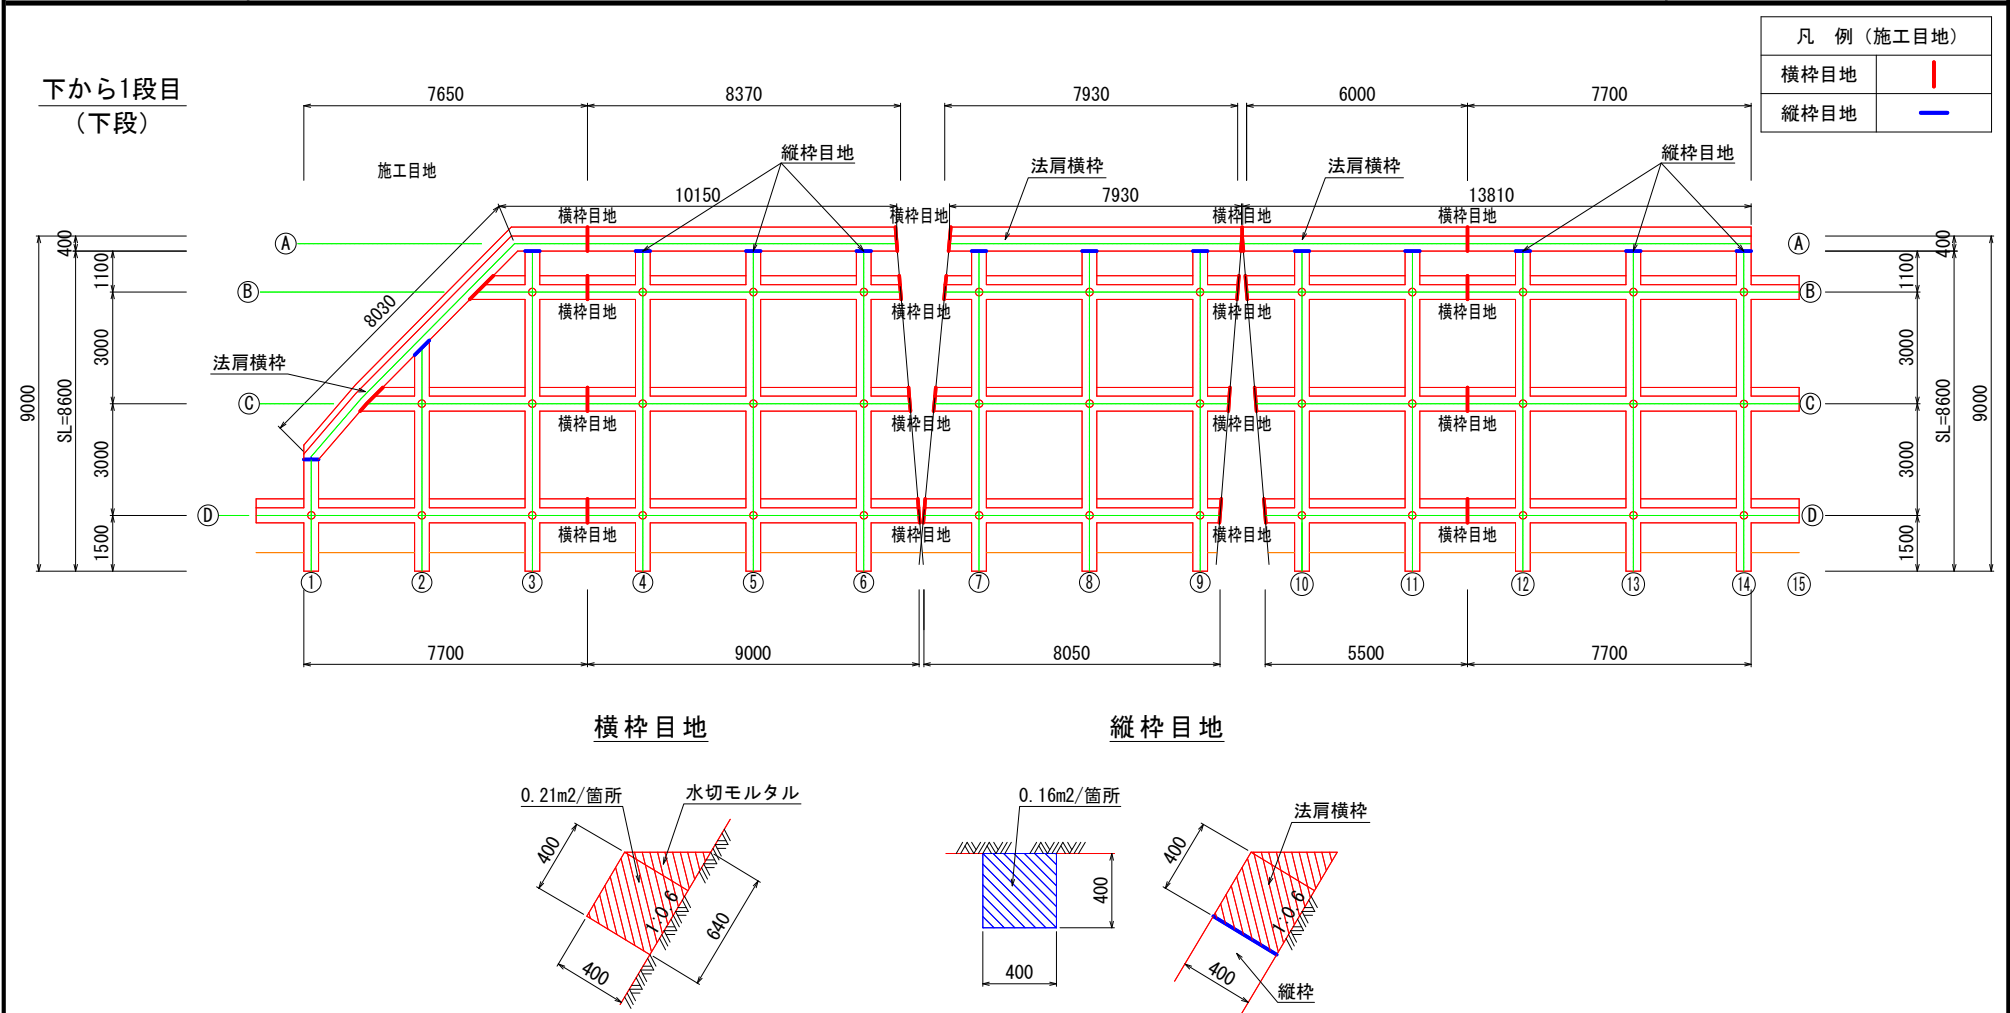 凡 例（施工目地）
横枠目地
縦枠目地
下から1段目
（下段）
7650
8370
7930
6000
7700
施工目地
縦枠目地
法肩横枠
法肩横枠
縦枠目地
10150
7930
13810
横枠目地
横枠目地
横枠目地
横枠目地
Ⓐ
Ⓐ
400
400
1100
1100
Ⓑ
Ⓑ
横枠目地
横枠目地
横枠目地
横枠目地
8030
3000
3000
法肩横枠
9000
SL=8600
SL=8600
9000
Ⓒ
Ⓒ
横枠目地
横枠目地
横枠目地
横枠目地
3000
3000
Ⓓ
Ⓓ
横枠目地
横枠目地
横枠目地
横枠目地
1500
1500
① ② ③ ④ ⑤ ⑥ ⑦ ⑧ ⑨ ⑩ ⑪ ⑫ ⑬ ⑭ ⑮
7700
9000
8050
5500
7700
横枠目地
0.21m2/箇所
水切モルタル
400
1:0.6
640
400
縦枠目地
0.16m2/箇所
400
400
法肩横枠
400
1:0.6
400
縦枠